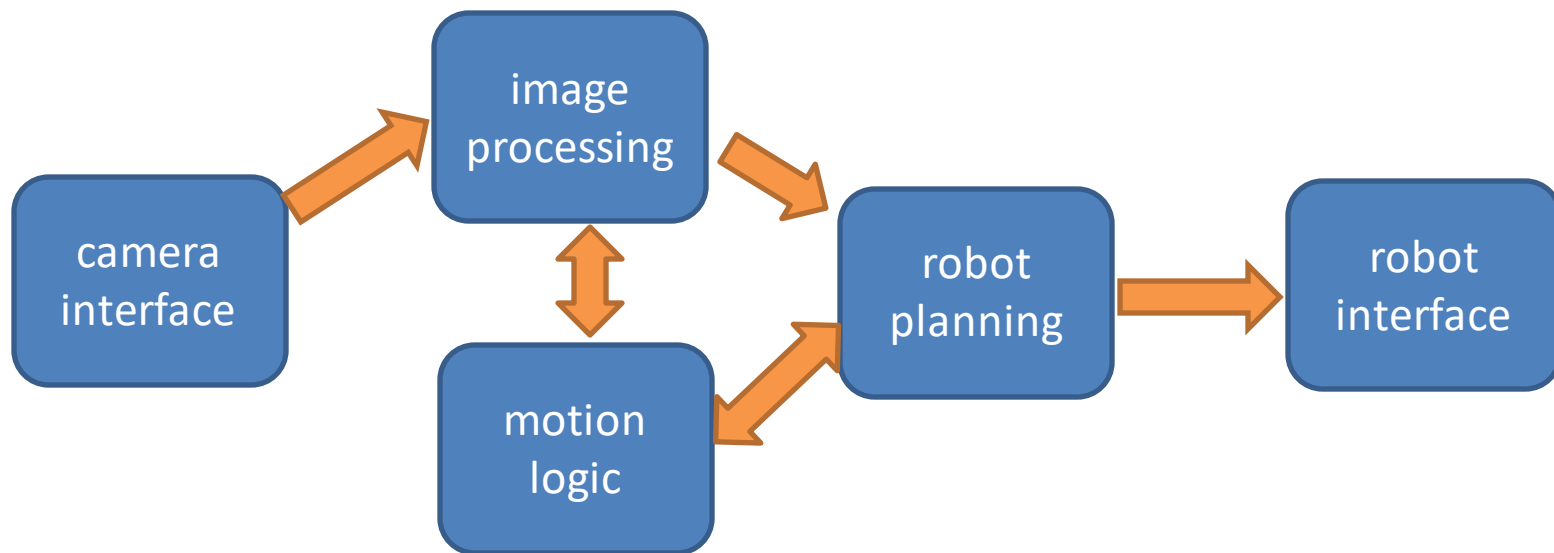 camera
interface
image
processing
motion
logic
robot
planning
robot
interface